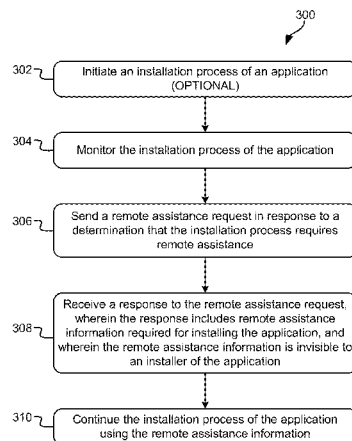 300
302
Initiate an installation process of an application
(OPTIONAL)
304
Monitor the installation process of the application
306
Send a remote assistance request in response to a
determination that the installation process requires
remote assistance
308
Receive a response to the remote assistance request,
wherein the response includes remote assistance
information required for installing the application, and
wherein the remote assistance information is invisible to
an installer of the application
310
Continue the installation process of the application
using the remote assistance information